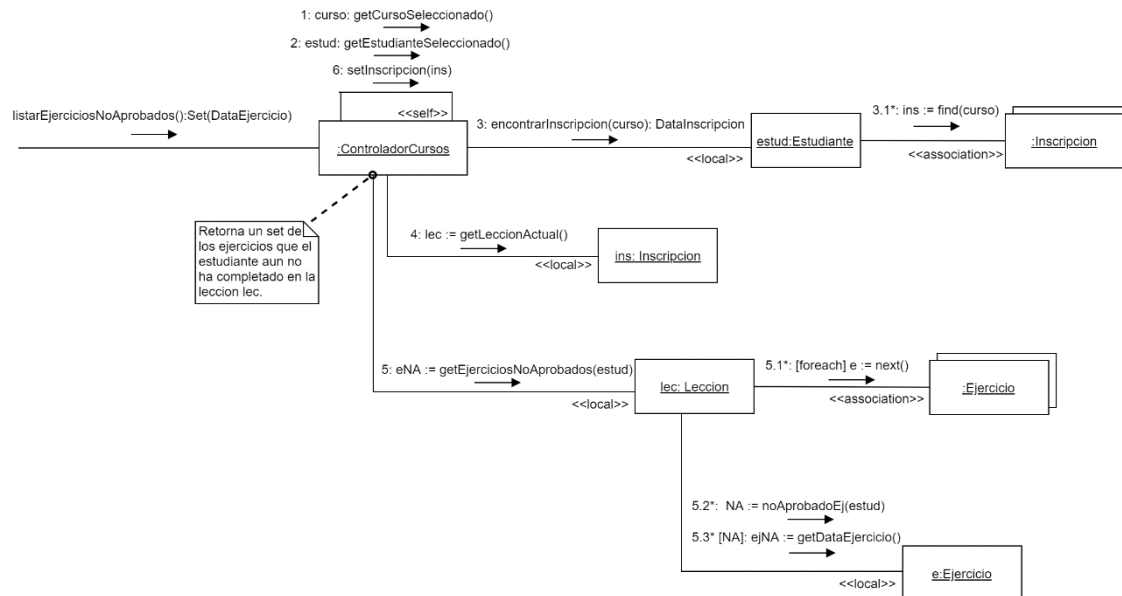 1: curso: getCursoSeleccionado()
2: estud: getEstudianteSeleccionado()
6: setInscripcion(ins)
listarEjerciciosNoAprobados():Set(DataEjercicio)
<<self>>
:ControladorCursos
3: encontrarInscripcion(curso): DataInscripcion
<<local>>
estud:Estudiante
3.1*: ins := find(curso)
<<association>>
:Inscripcion
Retorna un set de
los ejercicios que el
estudiante aun no
ha completado en la
leccion lec.
4: lec := getLeccionActual()
<<local>>
ins: Inscripcion
5: eNA := getEjerciciosNoAprobados(estud)
<<local>>
lec: Leccion
5.1*: [foreach] e := next()
<<association>>
:Ejercicio
5.2*: NA := noAprobadoEj(estud)
5.3* [NA]: ejNA := getDataEjercicio()
<<local>>
e:Ejercicio